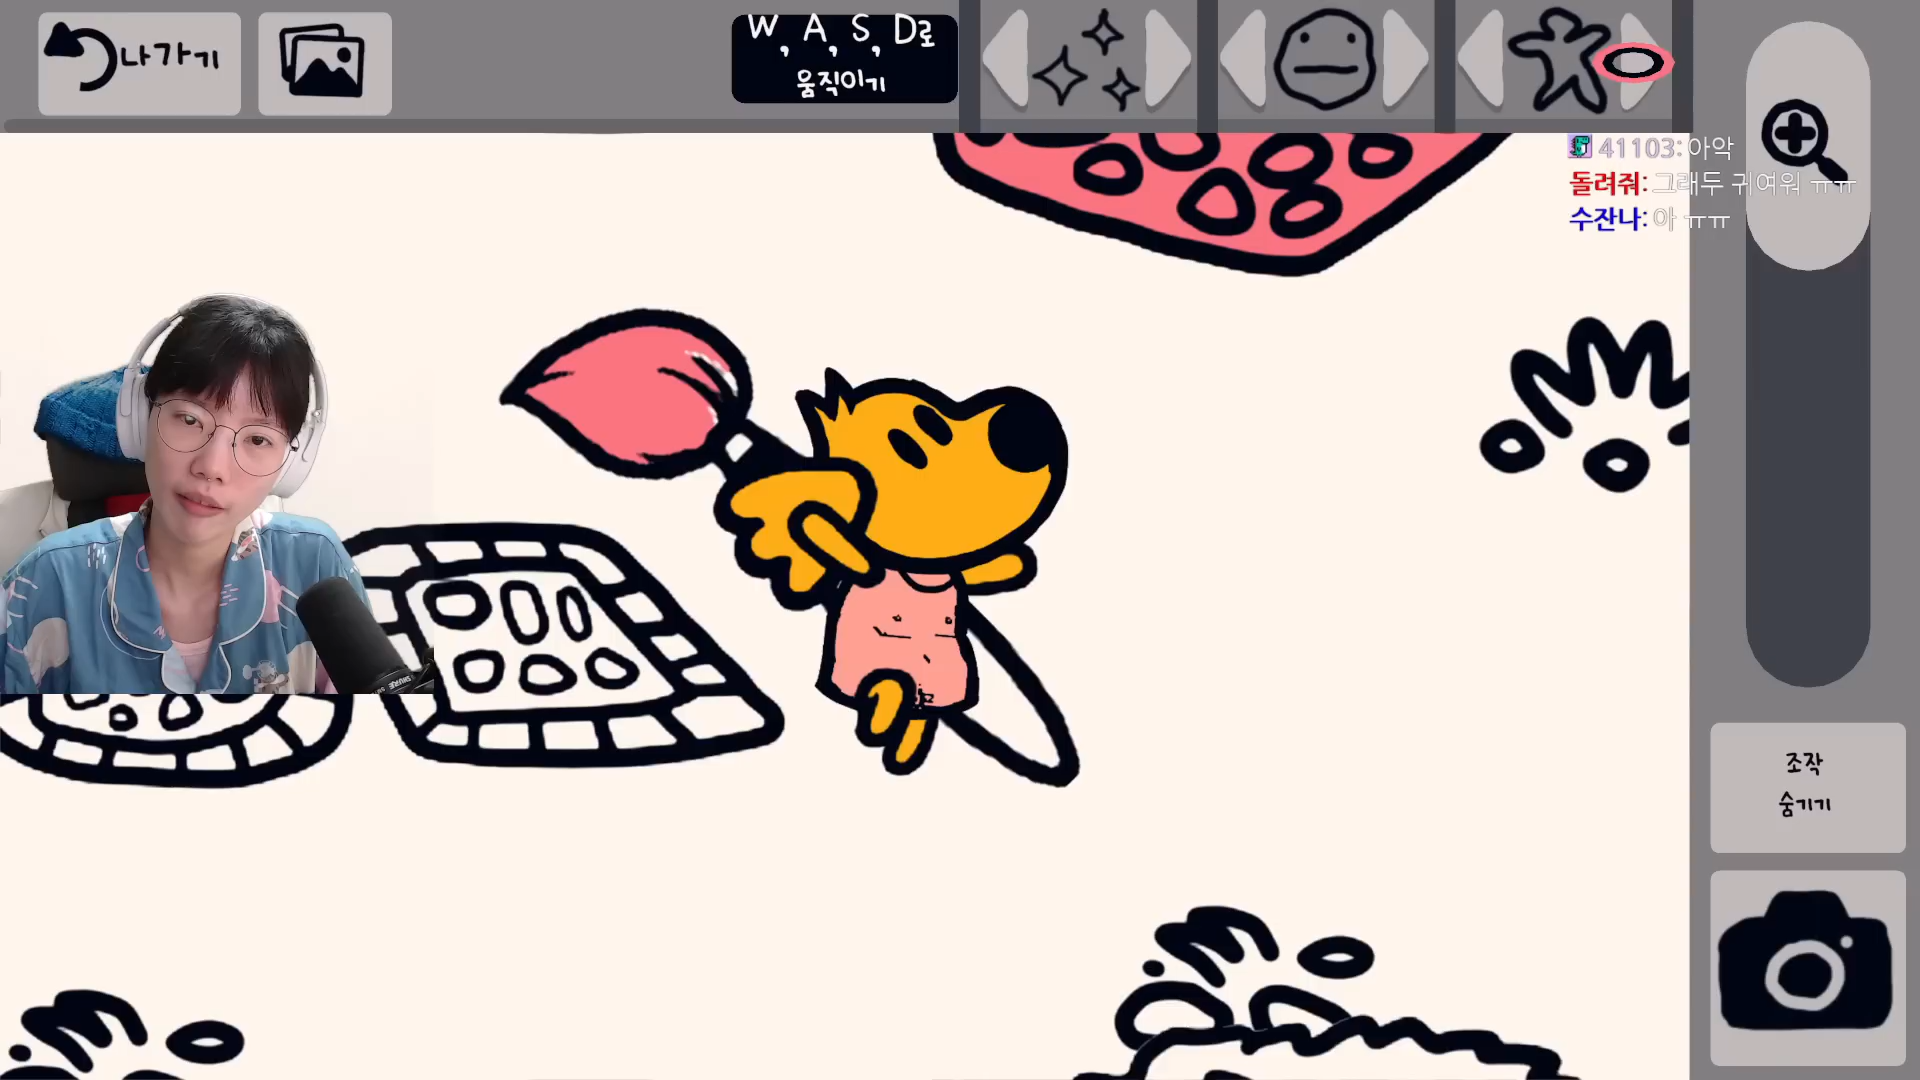 나가기
W, A, S, D로
움직이기
41103: 아악
돌려줘: 그래두 귀여워 ㅠㅠ
수잔나: 아 ㅠㅠ
조작
숨기기
SHURE